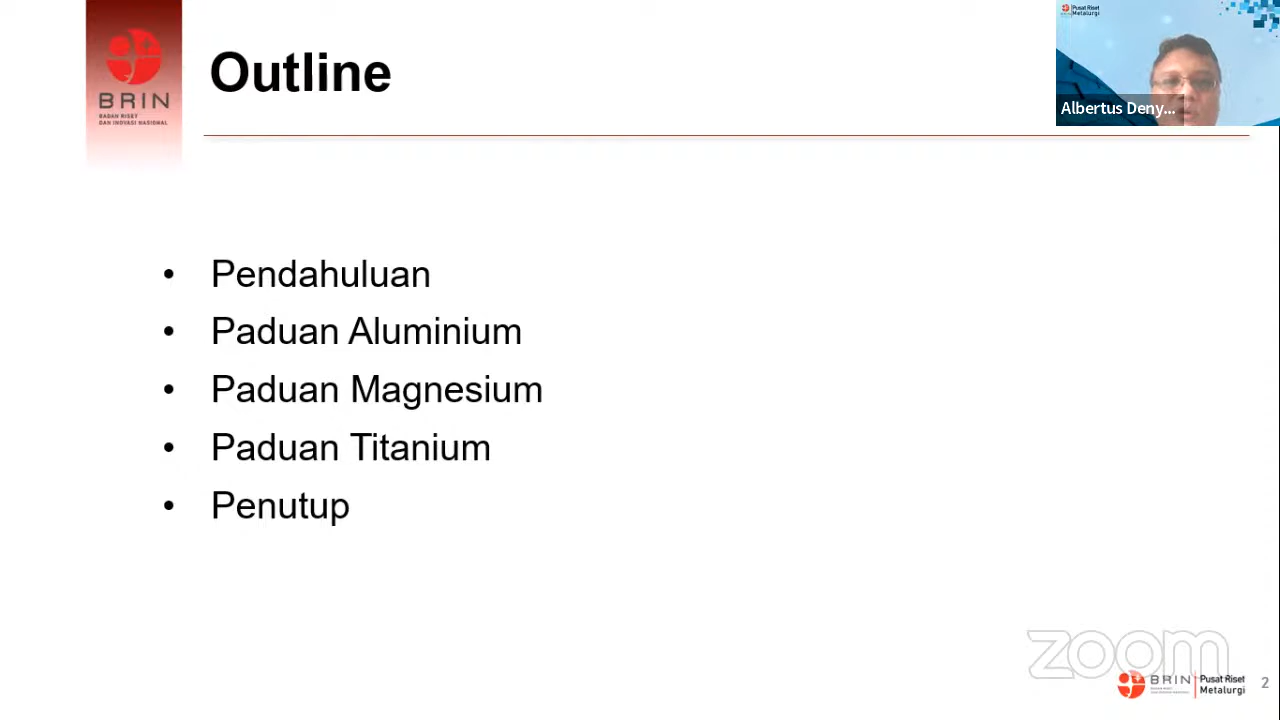 BRIN
BADAN RISET
DAN INOVASI NASIONAL
Outline
Pusat Riset
Metalurgi
Albertus Deny...
• Pendahuluan
• Paduan Aluminium
• Paduan Magnesium
• Paduan Titanium
• Penutup
zoom
BRIN
Pusat Riset
Metalurgi
2